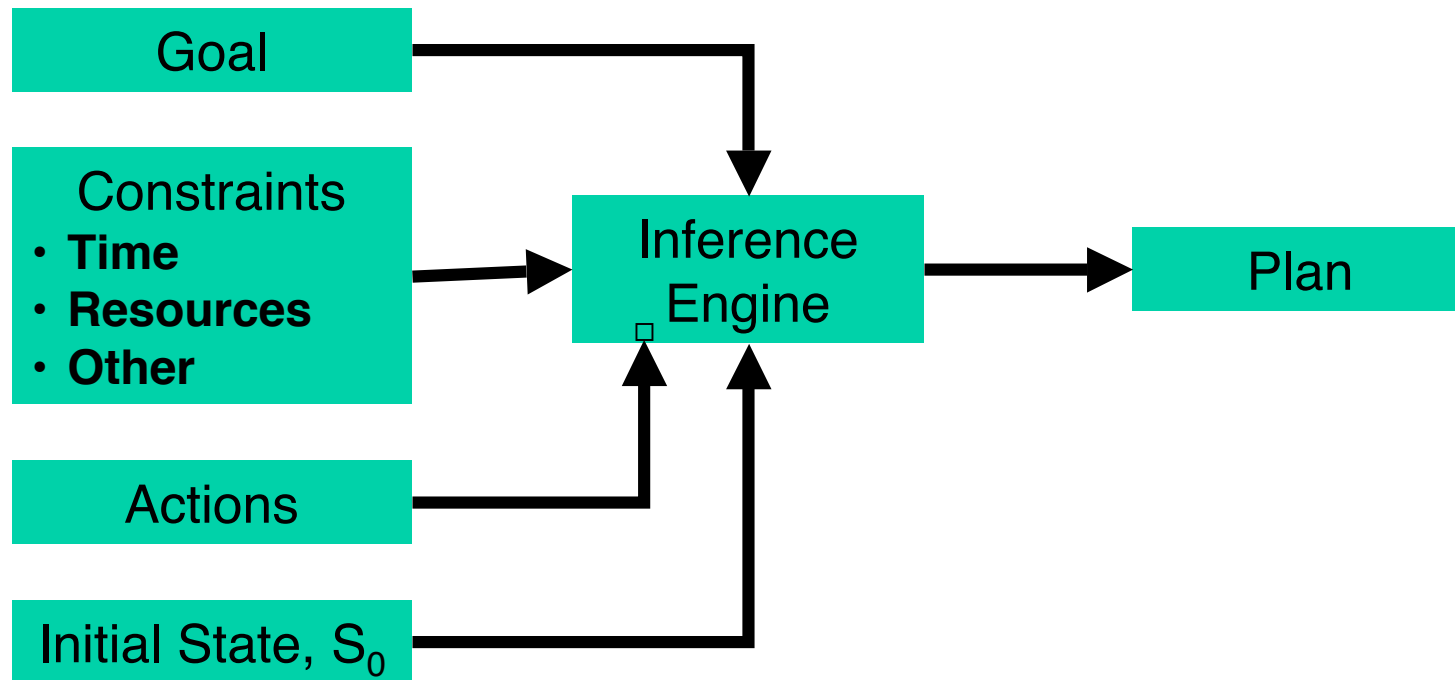 Goal
Constraints
• Time
• Resources
• Other
Actions
Initial State, S₀
Inference
Engine
Plan